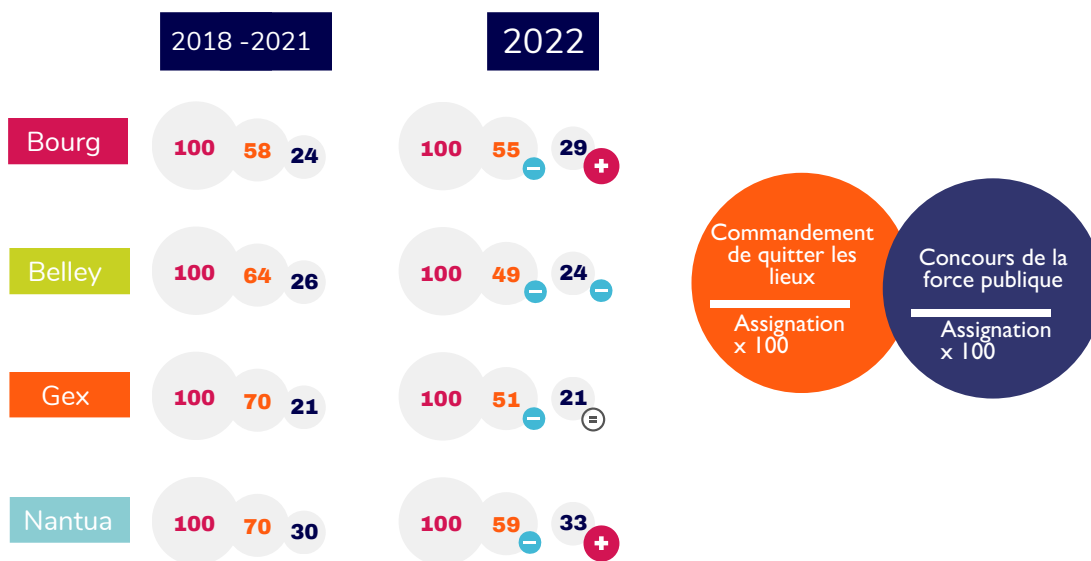 2018 -2021 2022
Bourg 100 58 24 100 55 − 29 +
Belley 100 64 26 100 49 − 24 −
Gex 100 70 21 100 51 − 21 =
Nantua 100 70 30 100 59 − 33 +
Commandement
de quitter les
lieux
Assignation
x 100
Concours de la
force publique
Assignation
x 100